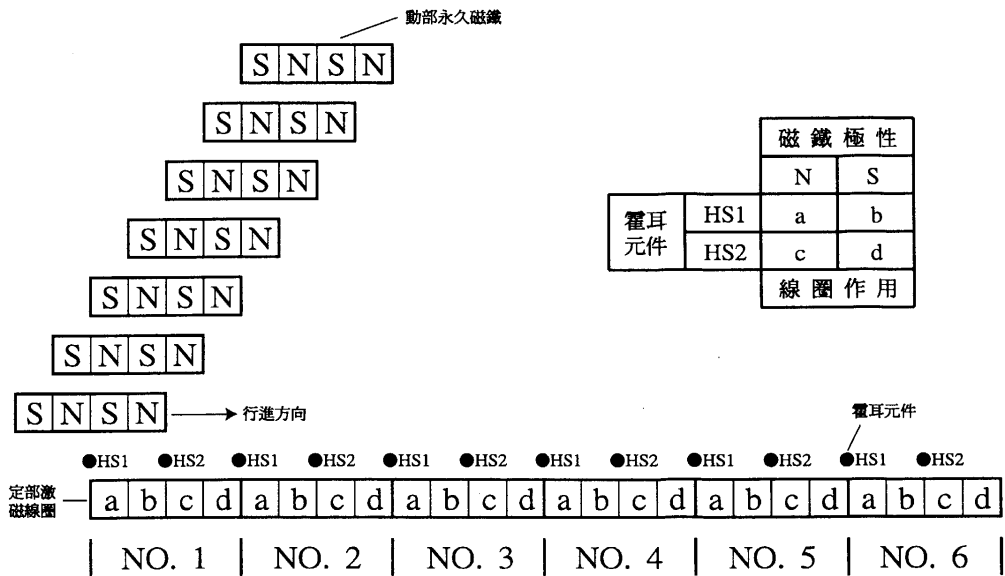 動部永久磁鐵
S N S N
S N S N
S N S N
S N S N
S N S N
S N S N
S N S N
行進方向
磁鐵極性
N S
霍耳元件
HS1 a b
HS2 c d
線圈作用
霍耳元件
HS1 HS2 HS1 HS2 HS1 HS2 HS1 HS2 HS1 HS2 HS1 HS2
定部激
磁線圈
a b c d a b c d a b c d a b c d a b c d a b c d
NO. 1 NO. 2 NO. 3 NO. 4 NO. 5 NO. 6